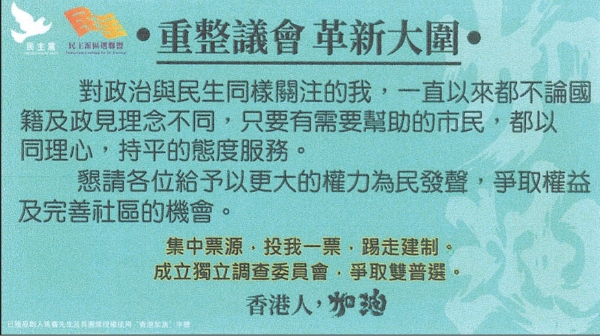 民主黨
民主派區選聯盟
• 重整議會 革新大圍 •
對政治與民生同樣關注的我，一直以來都不論國
籍及政見理念不同，只要有需要幫助的市民，都以
同理心，持平的態度服務。
懇請各位給予以更大的權力為民發聲，爭取權益
及完善社區的機會。
集中票源，投我一票，踢走建制。
成立獨立調查委員會，爭取雙普選。
香港人，加油